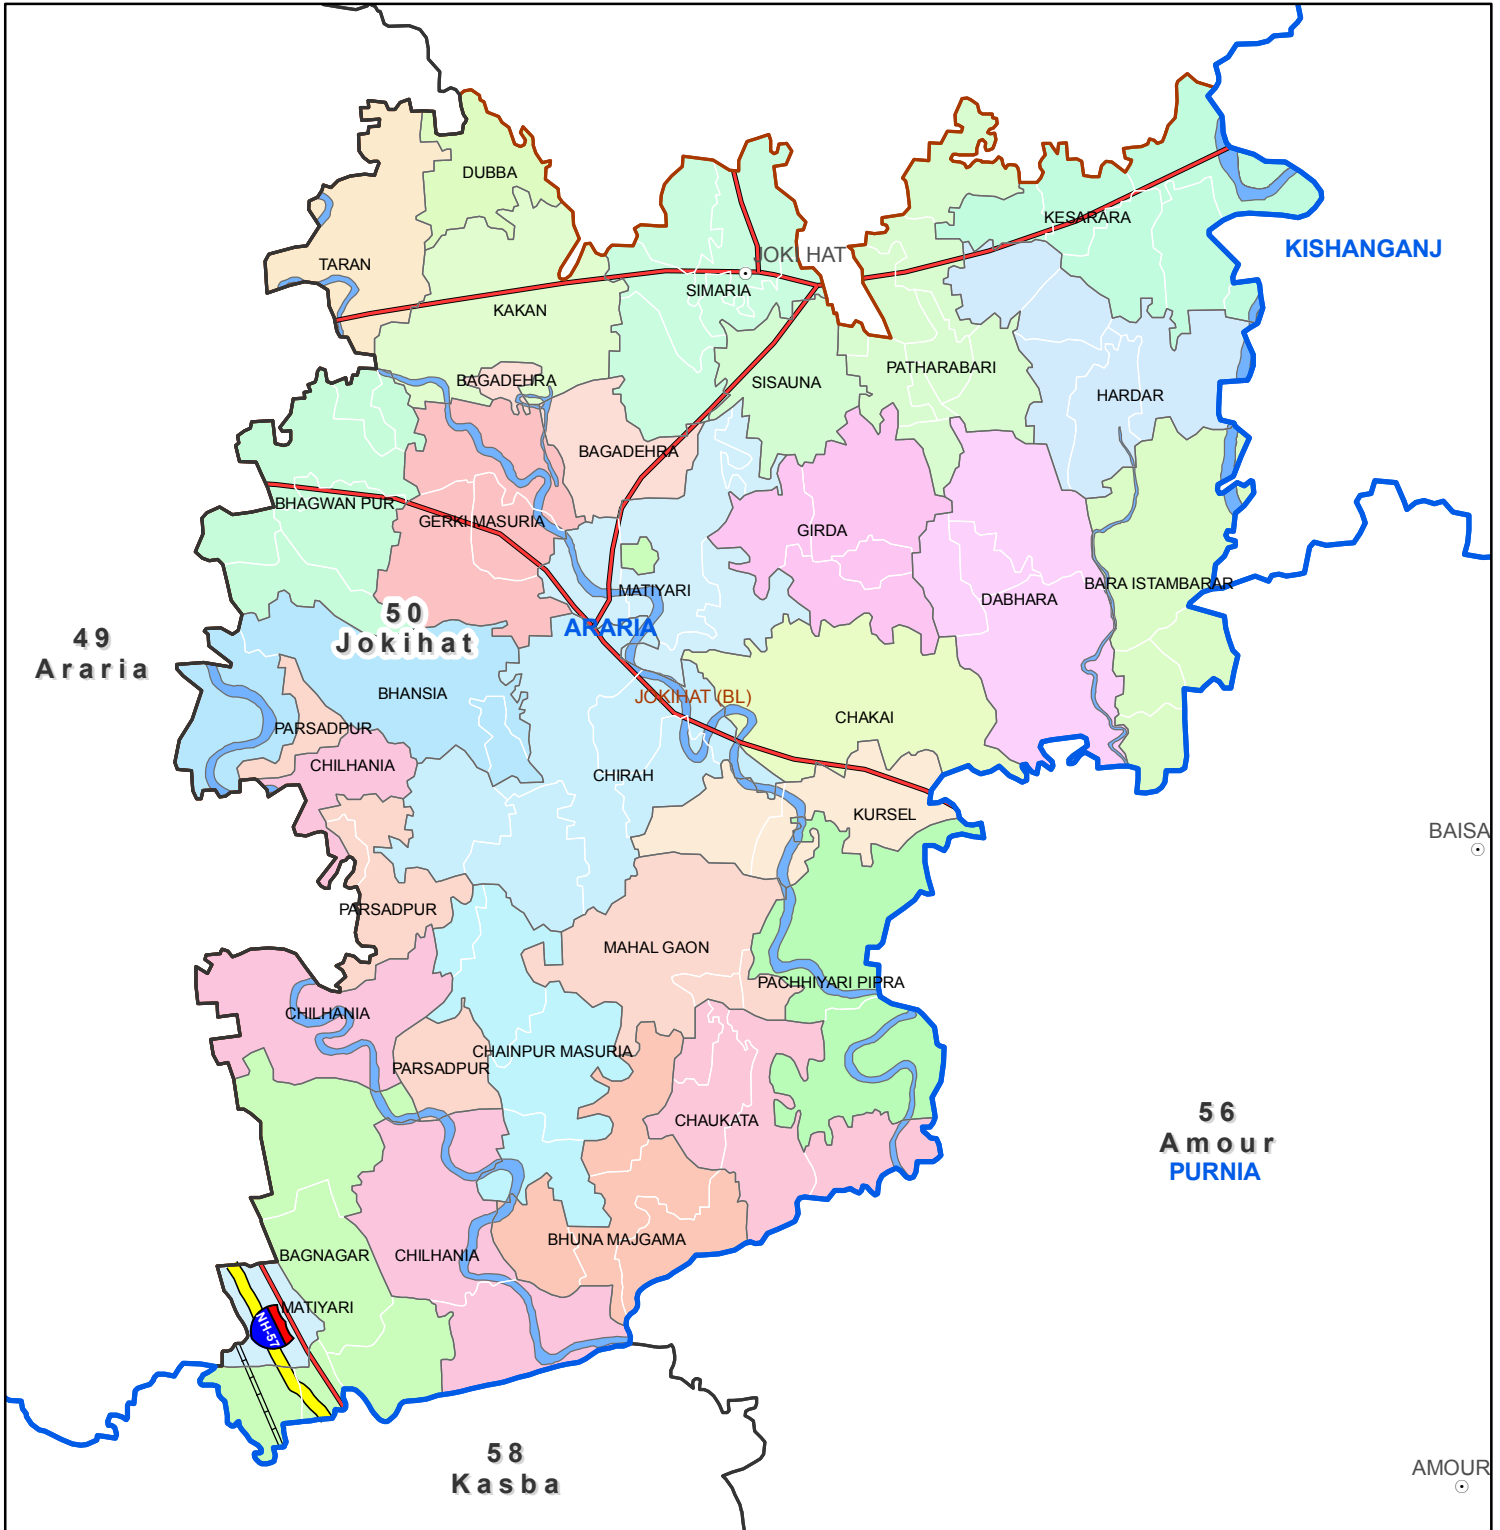 DUBBA
KESARARA
KISHANGANJ
TARAN
JOKI HAT
SIMARIA
KAKAN
PATHARABARI
BAGADEHRA
SISAUNA
HARDAR
BAGADEHRA
BHAGWAN PUR
GERKI MASURIA
GIRDA
MATIYARI
BARA ISTAMBARAR
DABHARA
50
Jokihat
ARARIA
49
Araria
BHANSIA
JOKIHAT (BL)
CHAKAI
PARSADPUR
CHILHANIA
CHIRAH
KURSEL
BAISA
PARSADPUR
MAHAL GAON
PACHHIYARI PIPRA
CHILHANIA
CHAINPUR MASURIA
PARSADPUR
CHAUKATA
56
Amour
PURNIA
BHUNA MAJGAMA
BAGNAGAR
CHILHANIA
MATIYARI
NH-57
58
Kasba
AMOUR